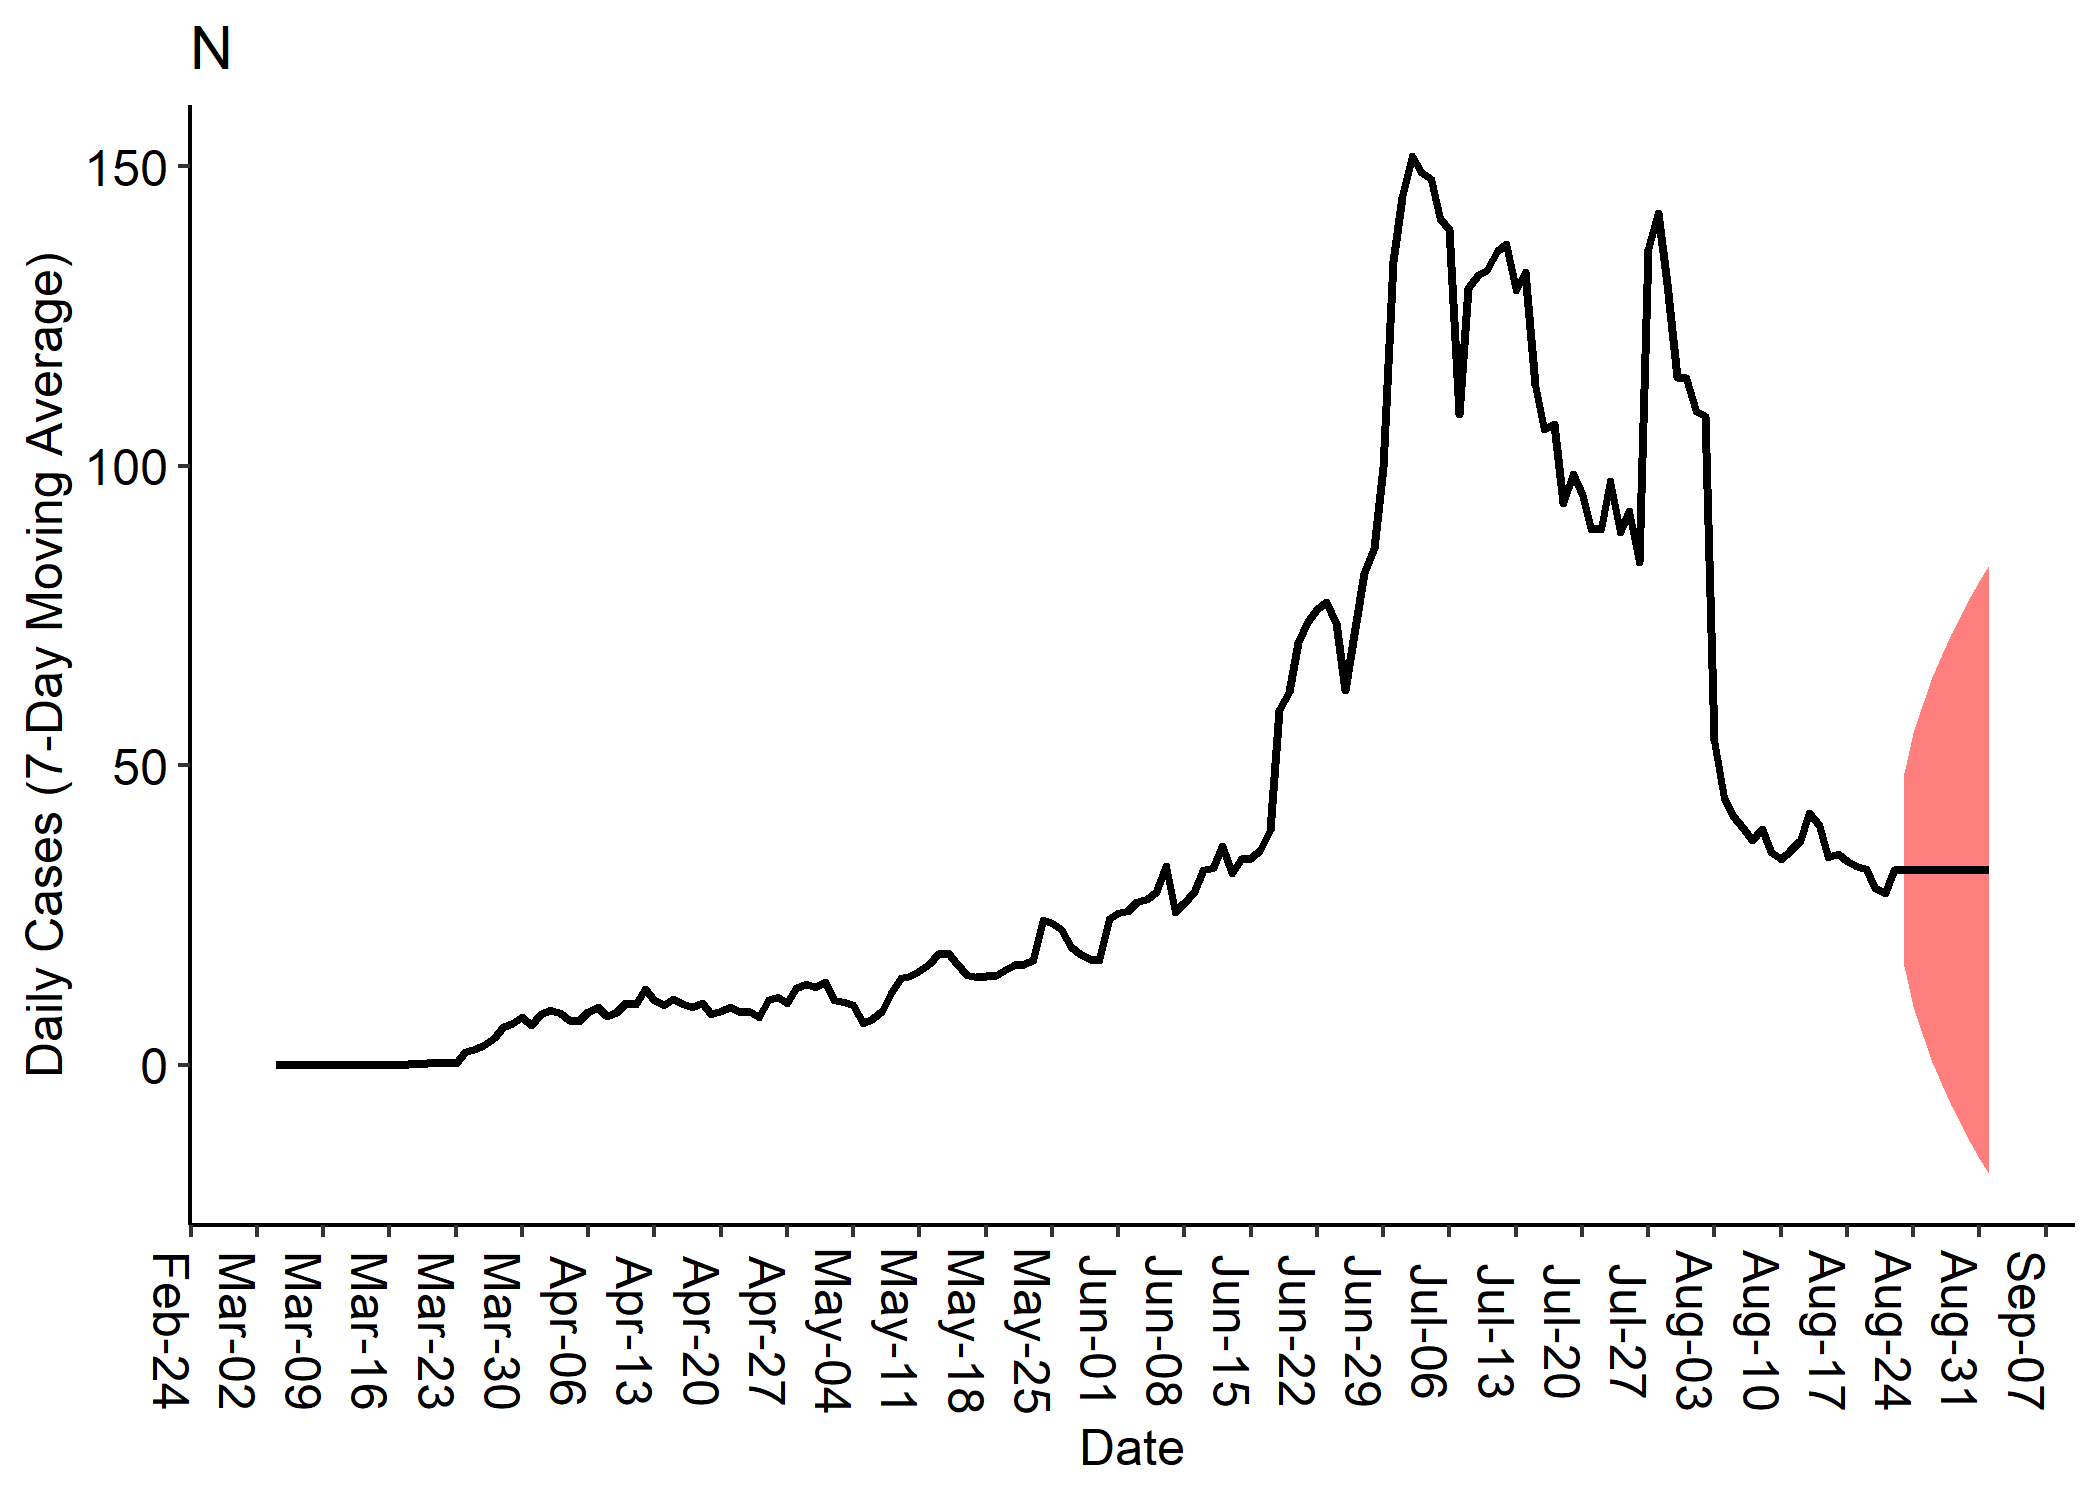 N
Daily Cases (7-Day Moving Average)
150
100
50
0
Feb-24
Mar-02
Mar-09
Mar-16
Mar-23
Mar-30
Apr-06
Apr-13
Apr-20
Apr-27
May-04
May-11
May-18
May-25
Jun-01
Jun-08
Jun-15
Jun-22
Jun-29
Jul-06
Jul-13
Jul-20
Jul-27
Aug-03
Aug-10
Aug-17
Aug-24
Aug-31
Sep-07
Date